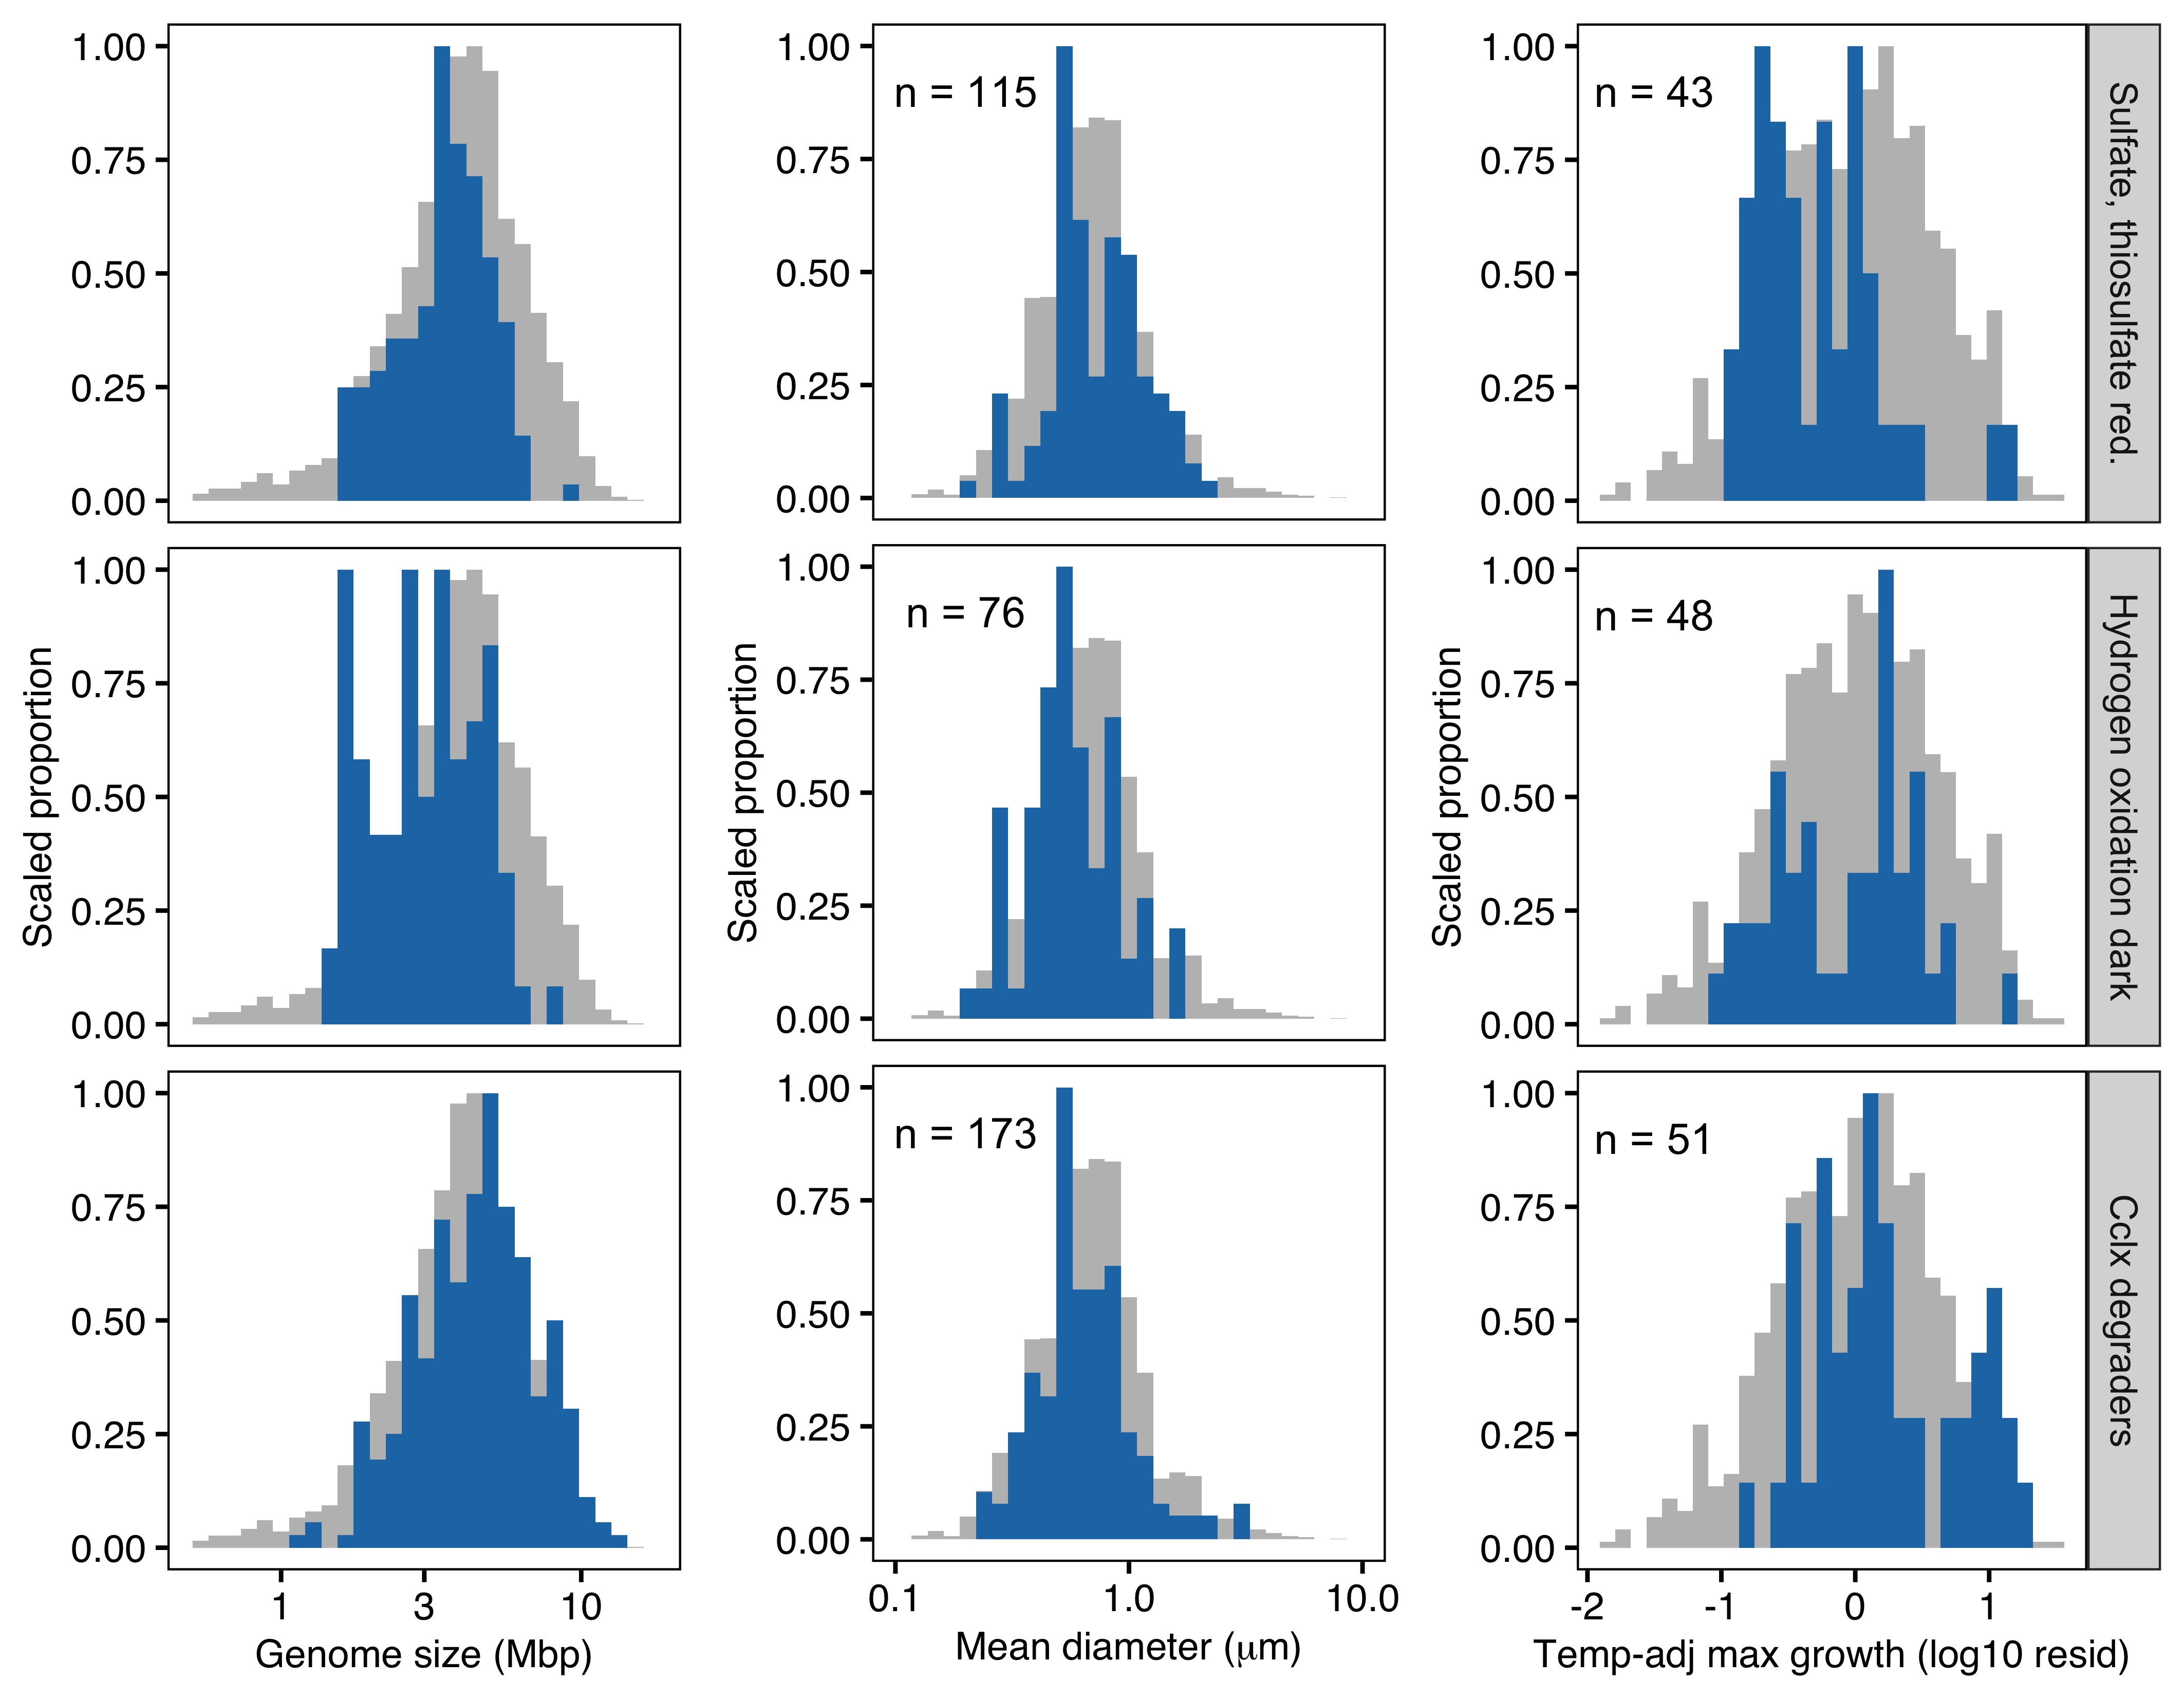 1.00
0.75
0.50
0.25
0.00
n = 115
1.00
0.75
0.50
0.25
0.00
n = 43
1.00
0.75
0.50
0.25
0.00
Sulfate, thiosulfate red.
Scaled proportion
1.00
0.75
0.50
0.25
0.00
Scaled proportion
n = 76
1.00
0.75
0.50
0.25
0.00
Scaled proportion
n = 48
1.00
0.75
0.50
0.25
0.00
Hydrogen oxidation dark
1.00
0.75
0.50
0.25
0.00
1 3 10
Genome size (Mbp)
n = 173
1.00
0.75
0.50
0.25
0.00
0.1 1.0 10.0
Mean diameter (μm)
n = 51
1.00
0.75
0.50
0.25
0.00
-2 -1 0 1
Temp-adj max growth (log10 resid)
Cclx degraders